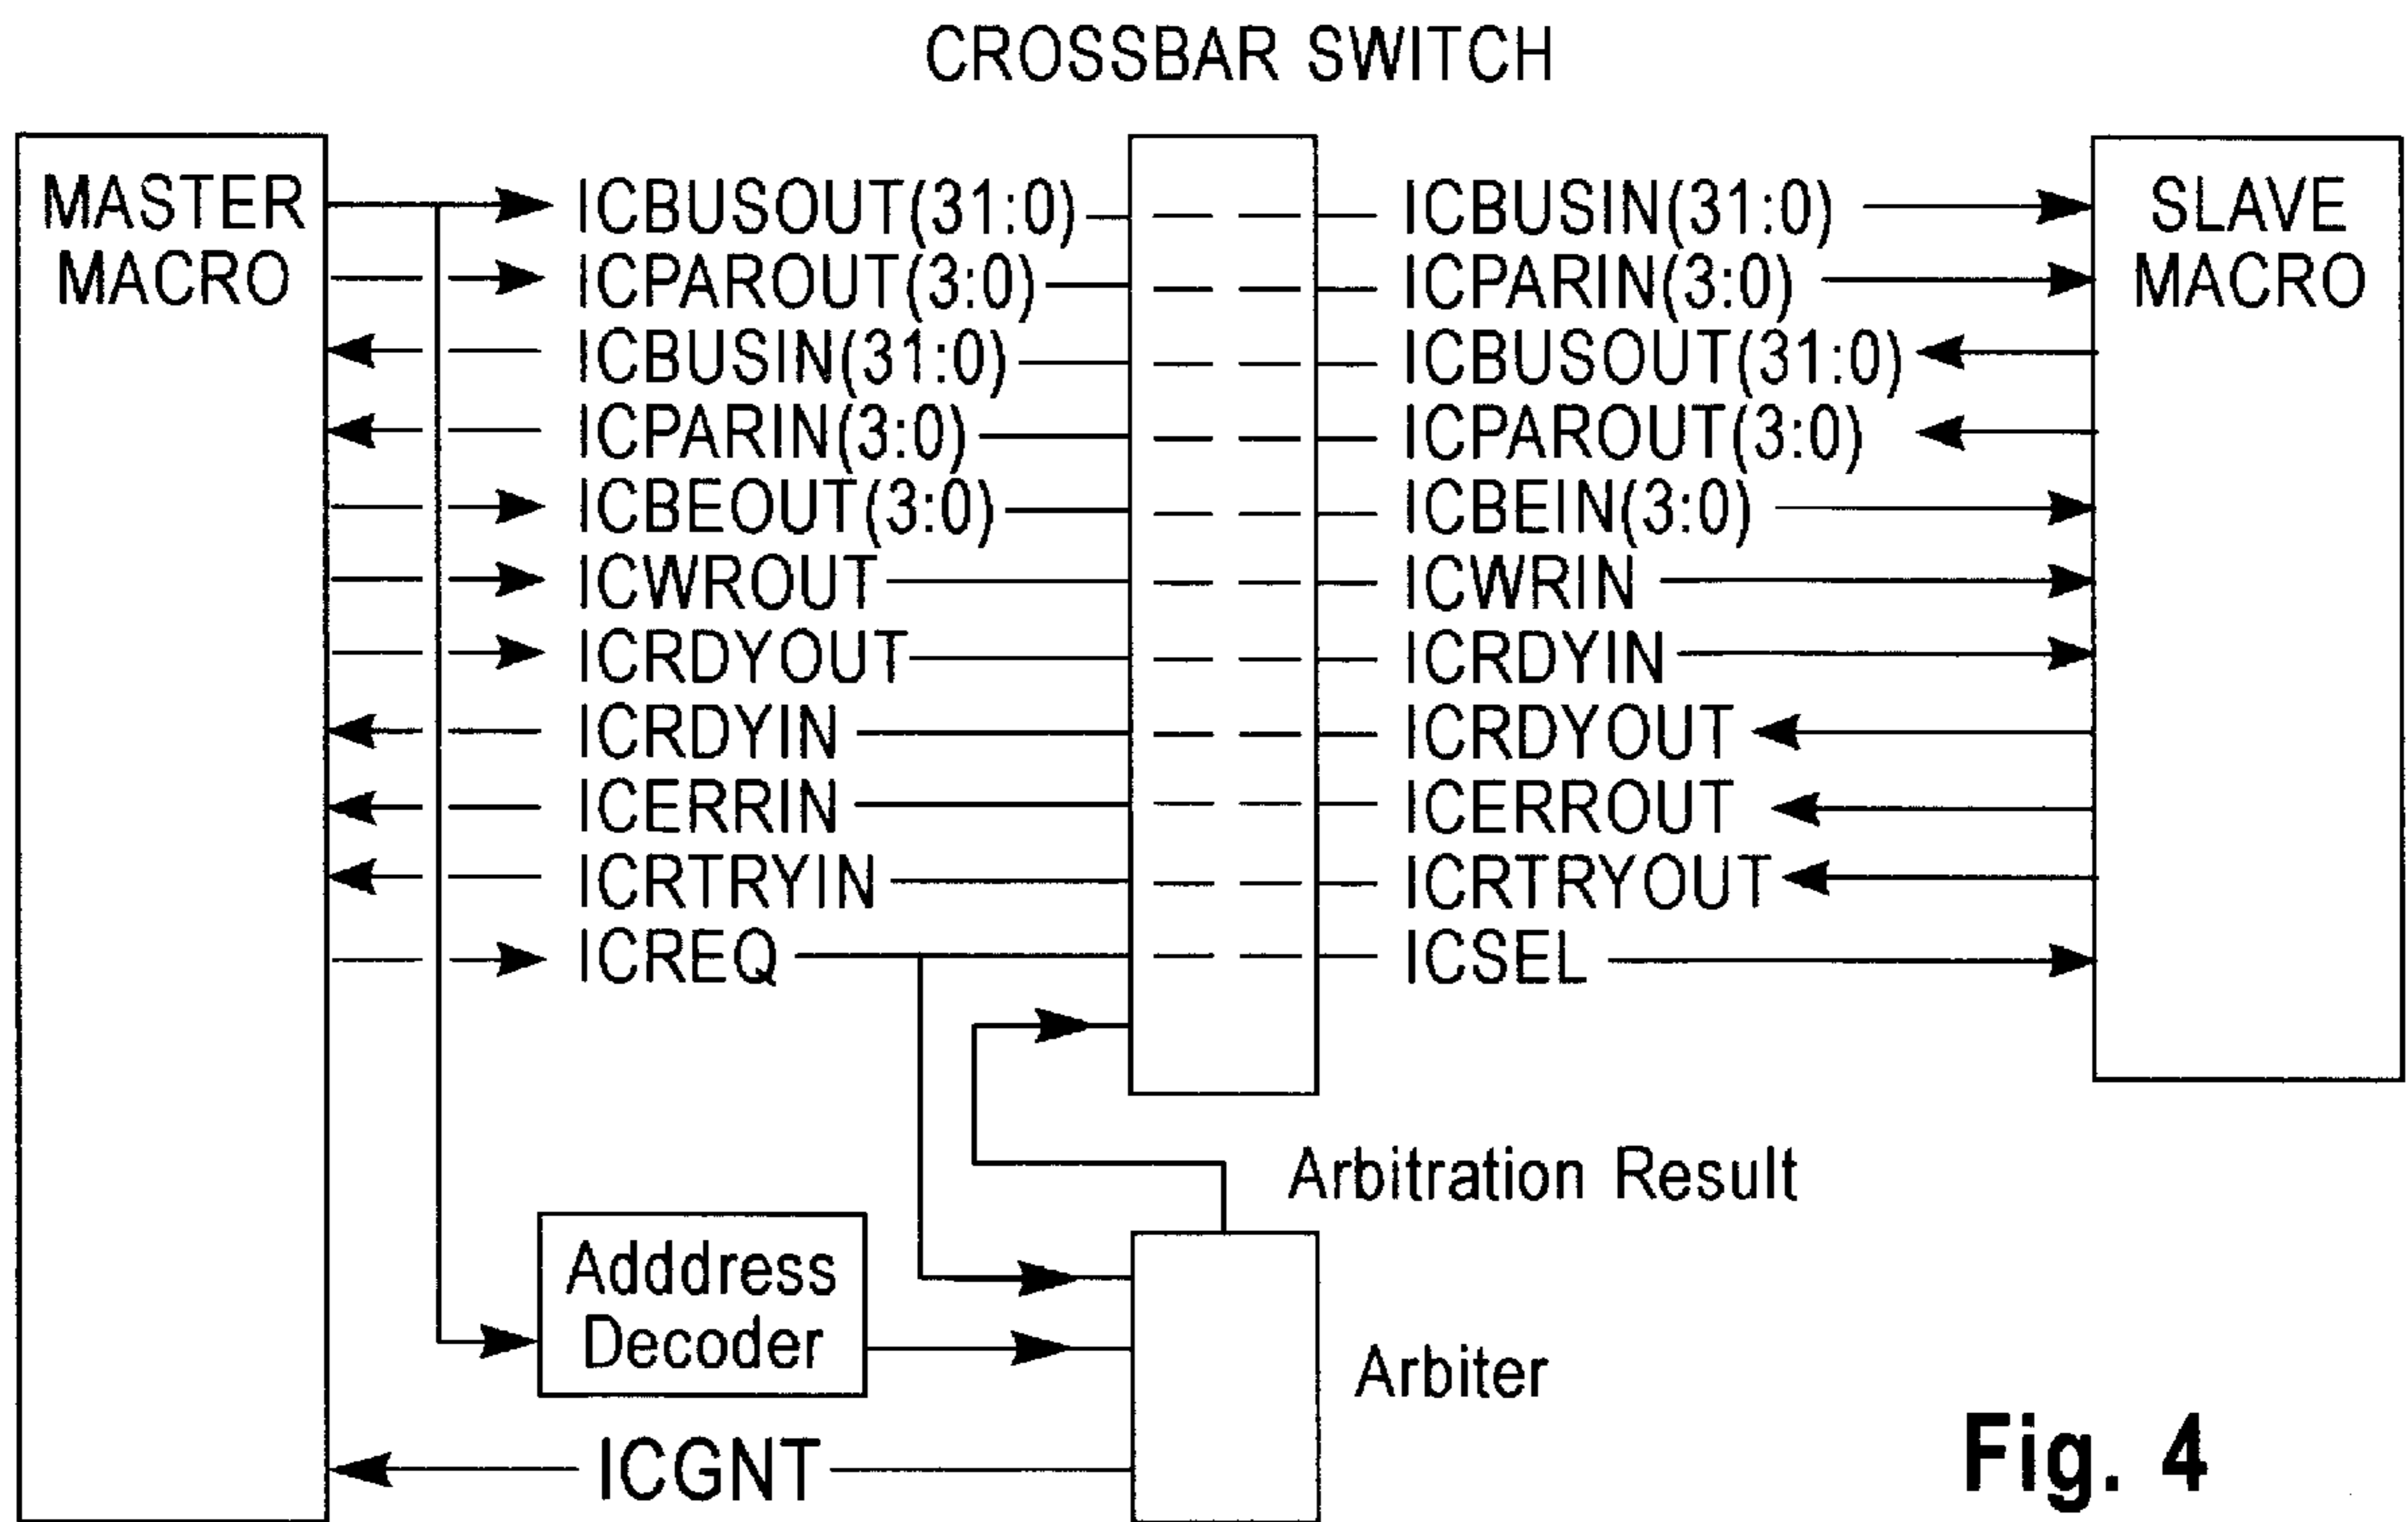 CROSSBAR SWITCH
MASTER
MACRO
ICBUSOUT(31:0)
ICPAROUT(3:0)
ICBUSIN(31:0)
ICPARIN(3:0)
ICBEOUT(3:0)
ICWROUT
ICRDYOUT
ICRDYIN
ICERRIN
ICRTRYIN
ICREQ
ICBUSIN(31:0)
ICPARIN(3:0)
ICBUSOUT(31:0)
ICPAROUT(3:0)
ICBEIN(3:0)
ICWRIN
ICRDYIN
ICRDYOUT
ICERROUT
ICRTRYOUT
ICSEL
SLAVE
MACRO
Arbitration Result
Adddress
Decoder
Arbiter
ICGNT
Fig. 4